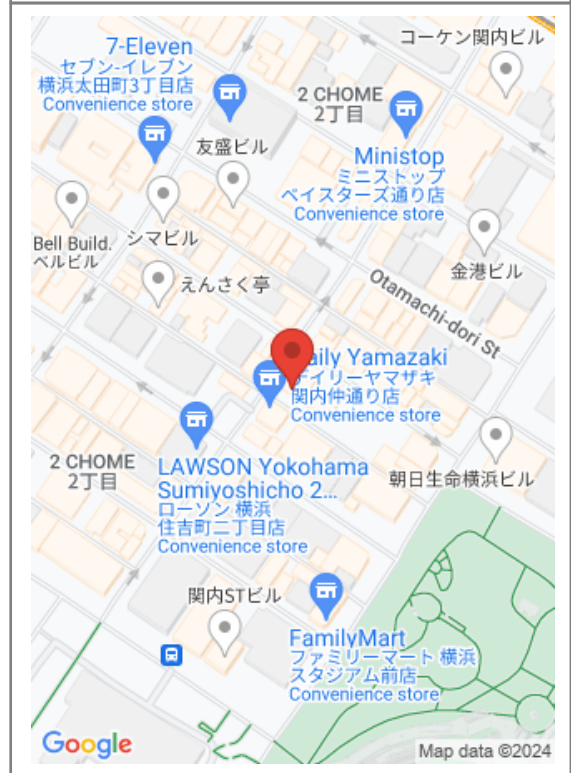 7-Eleven
セブン-イレブン
横浜太田町3丁目店
Convenience store
コーケン関内ビル
2 CHOME
2丁目
友盛ビル
Ministop
ミニストップ
ベイスターズ通り店
Convenience store
Bell Build.
ベルビル
シマビル
金港ビル
えんさく亭
Otamachi-dori St
aily Yamazaki
デイリーヤマザキ
関内仲通り店
Convenience store
2 CHOME
2丁目
LAWSON Yokohama
Sumiyoshicho 2...
ローソン 横浜
住吉町二丁目店
Convenience store
朝日生命横浜ビル
関内STビル
FamilyMart
ファミリーマート 横浜
スタジアム前店
Convenience store
Google
Map data ©2024